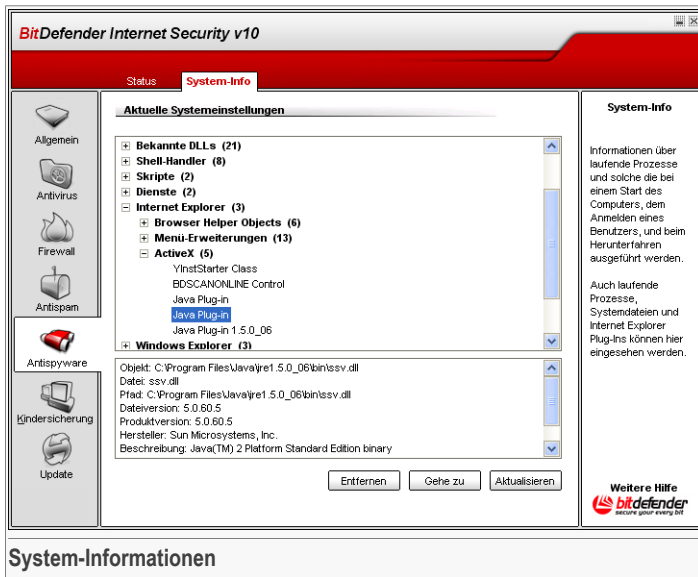 BitDefender Internet Security v10
Status
System-Info
Allgemein
Antivirus
Firewall
Antispam
Antispyware
Kindersicherung
Update
Aktuelle Systemeinstellungen
Bekannte DLLs (21)
Shell-Handler (8)
Skripte (2)
Dienste (2)
Internet Explorer (3)
Browser Helper Objects (6)
Menü-Erweiterungen (13)
ActiveX (5)
YInstStarter Class
BDSCANONLINE Control
Java Plug-in
Java Plug-in
Java Plug-in 1.5.0_06
Windows Explorer (3)
Objekt: C:\Program Files\Java\jre1.5.0_06\bin\ssv.dll
Datei: ssv.dll
Pfad: C:\Program Files\Java\jre1.5.0_06\bin\ssv.dll
Dateiversion: 5.0.60.5
Produktversion: 5.0.60.5
Hersteller: Sun Microsystems, Inc.
Beschreibung: Java(TM) 2 Platform Standard Edition binary
Entfernen
Gehe zu
Aktualisieren
System-Info
Informationen über
laufende Prozesse
und solche die bei
einem Start des
Computers, dem
Anmelden eines
Benutzers, und beim
Herunterfahren
ausgeführt werden.
Auch laufende
Prozesse,
Systemdateien und
Internet Explorer
Plug-Ins können hier
eingesehen werden.
Weitere Hilfe
bitdefender
secure your every bit
System-Informationen